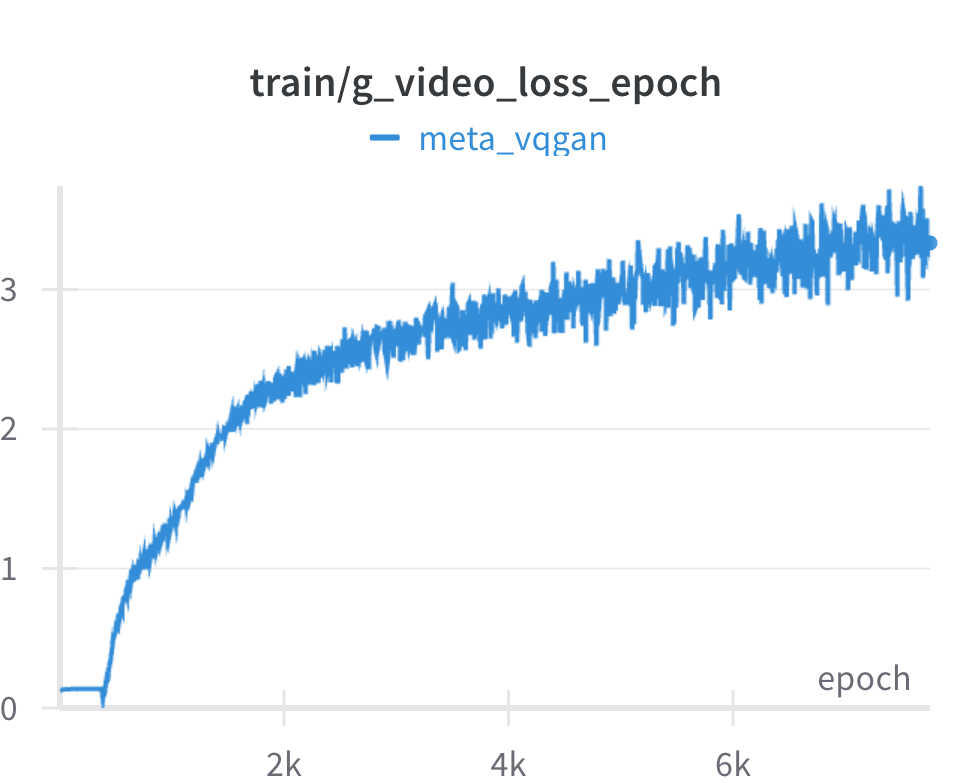 train/g_video_loss_epoch
meta_vqgan
3
2
1
0
epoch
2k 4k 6k